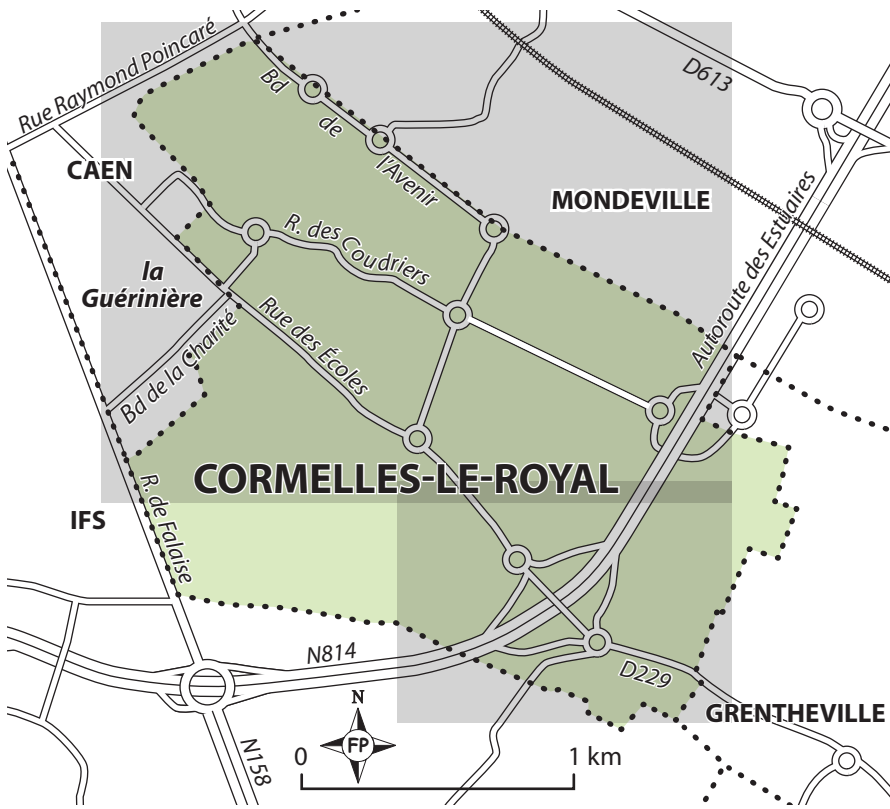 Rue Raymond Poincaré
D613
Bd
de
l'Avenir
CAEN
MONDEVILLE
Autoroute des Estuaires
R. des Coudriers
la
Guérinière
Rue des Écoles
Bd de la Charité
CORMELLES-LE-ROYAL
R. de Falaise
IFS
N814
D229
GRENTHEVILLE
N
FP
N158
0
1 km